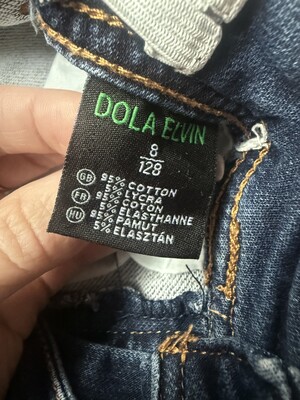 DOLA ELVIN
8
128
GB 95% COTTON
5% LYCRA
FR 95% COTON
5% ELASTHANNE
HU 95% PAMUT
5% ELASZTÁN